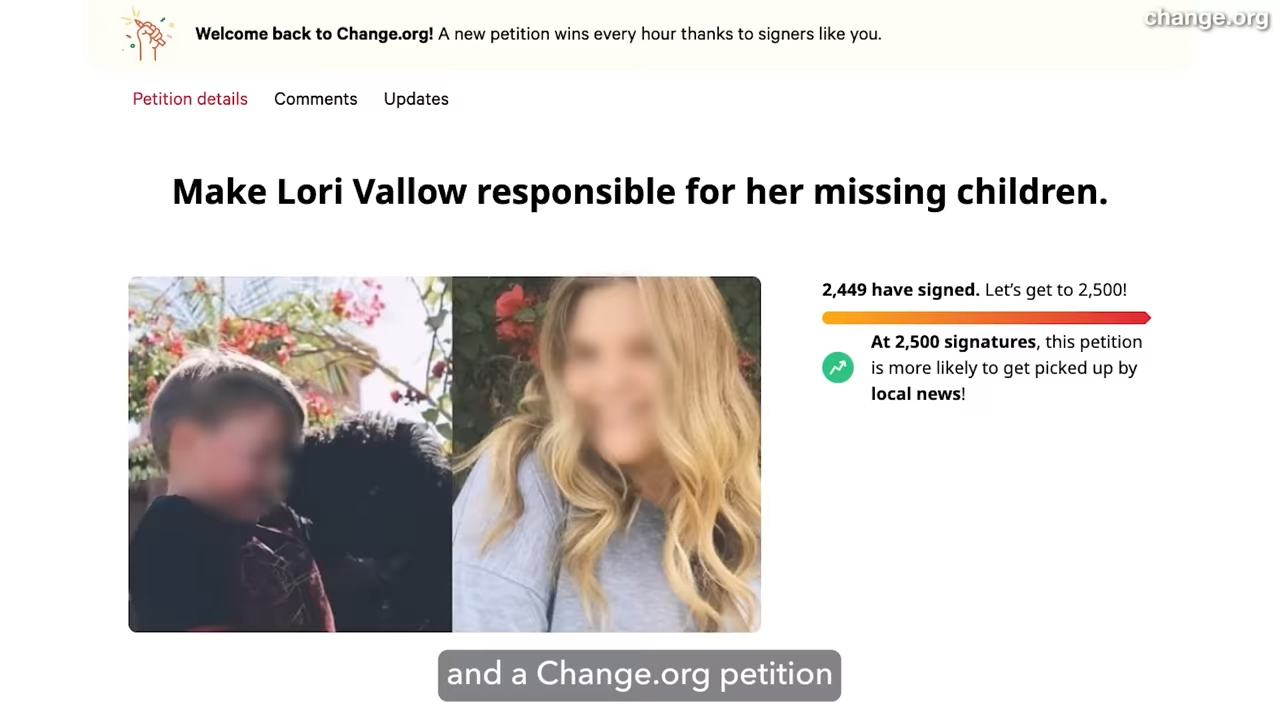 change.org
Welcome back to Change.org! A new petition wins every hour thanks to signers like you.
Petition details Comments Updates
Make Lori Vallow responsible for her missing children.
2,449 have signed. Let's get to 2,500!
At 2,500 signatures, this petition
is more likely to get picked up by
local news!
and a Change.org petition